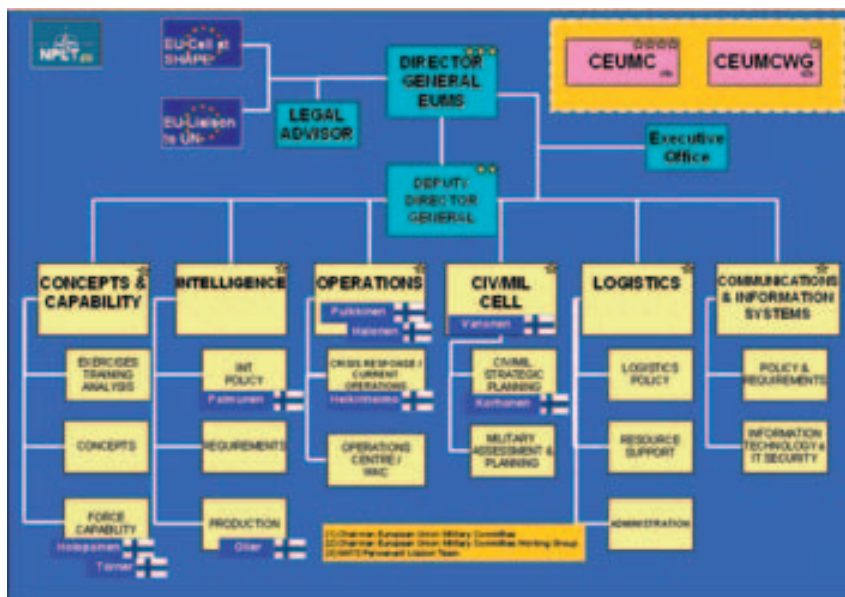 NPLT (3)
EU-Cell at
SHAPE
EU-Liaison
to UN
DIRECTOR
GENERAL
EUMS
LEGAL
ADVISOR
CEUMC
CEUMCWG
Executive
Office
DEPUTY
DIRECTOR
GENERAL
CONCEPTS &
CAPABILITY
INTELLIGENCE
OPERATIONS
CIV/MIL
CELL
LOGISTICS
COMMUNICATIONS
& INFORMATION
SYSTEMS
Pulkkinen
Halonen
EXERCISES
TRAINING
ANALYSIS
INT
POLICY
Palmunen
CRISIS RESPONSE /
CURRENT
OPERATIONS
Heikinheimo
CIV/MIL
STRATEGIC
PLANNING
Korhonen
LOGISTICS
POLICY
POLICY &
REQUIREMENTS
CONCEPTS
REQUIREMENTS
OPERATIONS
CENTRE /
MILITARY
ASSESSMENT &
PLANNING
RESOURCE
SUPPORT
INFORMATION
TECHNOLOGY &
IT SECURITY
FORCE
CAPABILITY
Holopainen
PRODUCTION
ADMINISTRATION
(1) Chairman European Union Military Committee
(2) Chairman European Union Military Committee Working Group
(3) NATO Permanent Liaison Team